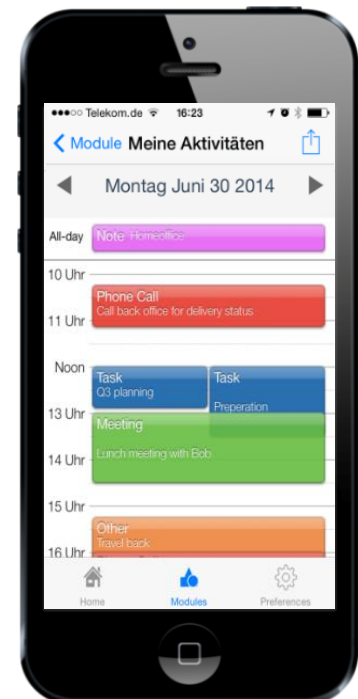 Telekom.de 16:23
Module Meine Aktivitäten
Montag Juni 30 2014
All-day Note Homeoffice
10 Uhr
Phone Call
Call back office for delivery status
11 Uhr
Noon
Task Task
Q3 planning
Preperation
13 Uhr
Meeting
Lunch meeting with Bob
14 Uhr
15 Uhr
Other
Travel back
16 Uhr
Home Modules Preferences